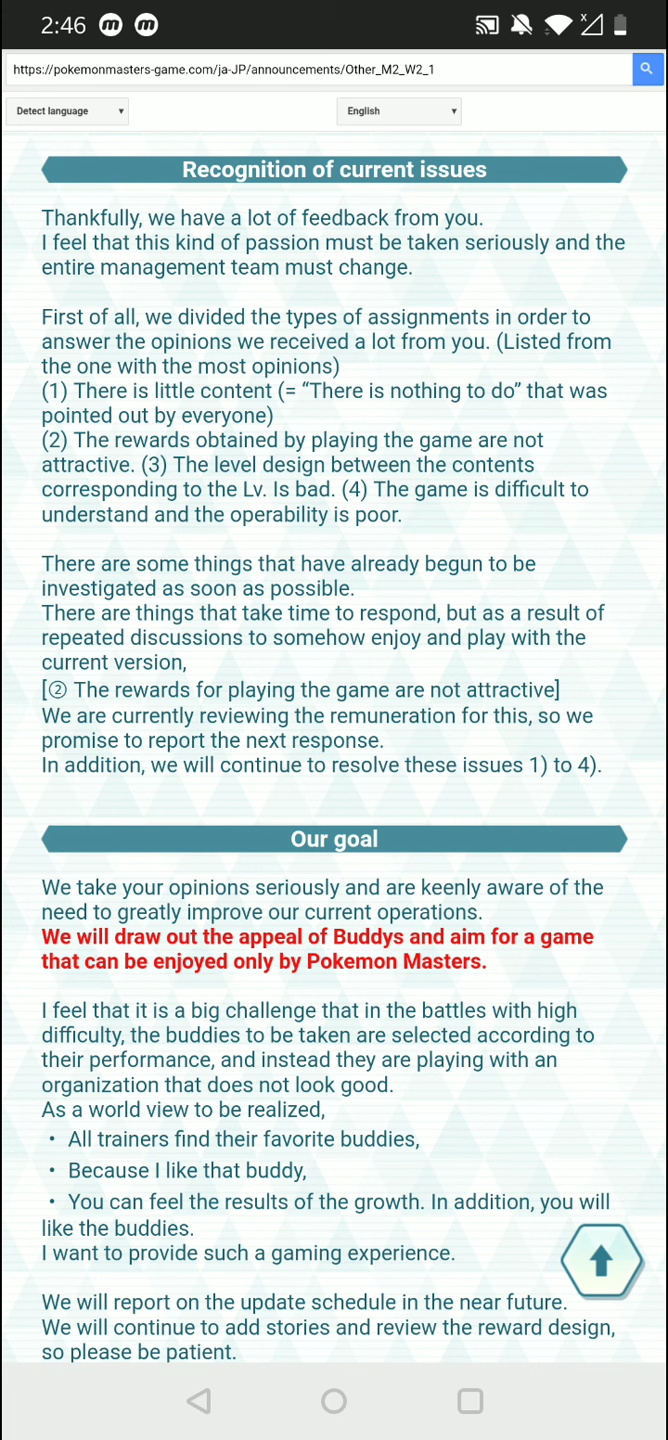 2:46
https://pokemonmasters-game.com/ja-JP/announcements/Other_M2_W2_1
Detect language
English
Recognition of current issues
Thankfully, we have a lot of feedback from you.
I feel that this kind of passion must be taken seriously and the
entire management team must change.
First of all, we divided the types of assignments in order to
answer the opinions we received a lot from you. (Listed from
the one with the most opinions)
(1) There is little content (= “There is nothing to do” that was
pointed out by everyone)
(2) The rewards obtained by playing the game are not
attractive. (3) The level design between the contents
corresponding to the Lv. Is bad. (4) The game is difficult to
understand and the operability is poor.
There are some things that have already begun to be
investigated as soon as possible.
There are things that take time to respond, but as a result of
repeated discussions to somehow enjoy and play with the
current version,
[② The rewards for playing the game are not attractive]
We are currently reviewing the remuneration for this, so we
promise to report the next response.
In addition, we will continue to resolve these issues 1) to 4).
Our goal
We take your opinions seriously and are keenly aware of the
need to greatly improve our current operations.
We will draw out the appeal of Buddys and aim for a game
that can be enjoyed only by Pokemon Masters.
I feel that it is a big challenge that in the battles with high
difficulty, the buddies to be taken are selected according to
their performance, and instead they are playing with an
organization that does not look good.
As a world view to be realized,
・ All trainers find their favorite buddies,
・ Because I like that buddy,
・ You can feel the results of the growth. In addition, you will
like the buddies.
I want to provide such a gaming experience.
We will report on the update schedule in the near future.
We will continue to add stories and review the reward design,
so please be patient.